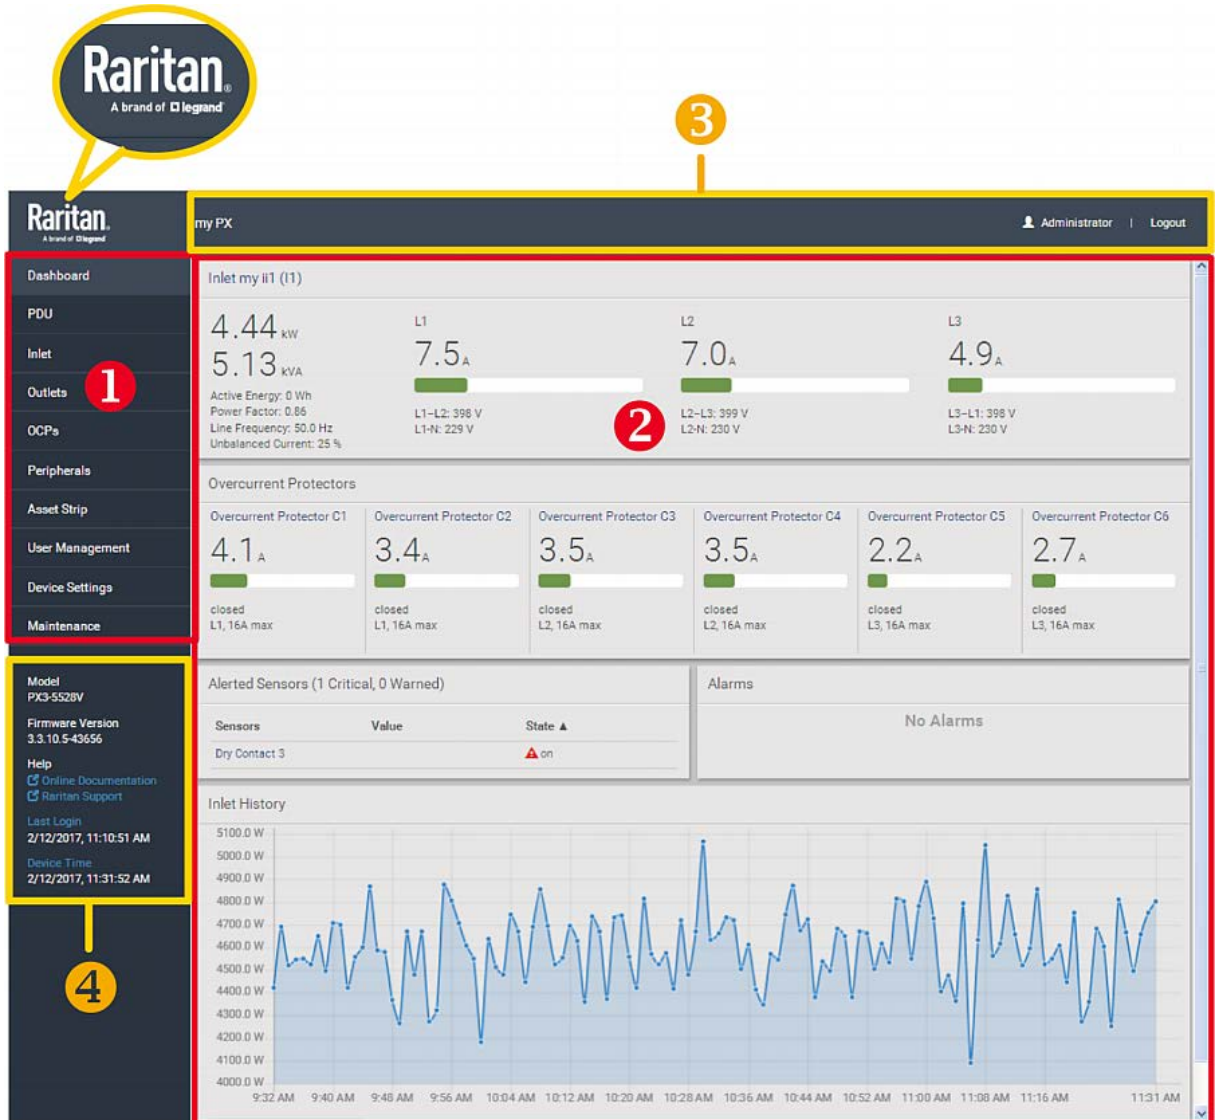 Raritan.
A brand of legrand
3
Raritan.
A brand of legrand
my PX
Administrator | Logout
Dashboard
PDU
Inlet
Outlets
OCPs
Peripherals
Asset Strip
User Management
Device Settings
Maintenance
1
Model
PX3-5528V
Firmware Version
3.3.10.5-43656
Help
Online Documentation
Raritan Support
Last Login
2/12/2017, 11:10:51 AM
Device Time
2/12/2017, 11:31:52 AM
4
Inlet my ii1 (I1)
4.44 kW
5.13 kVA
Active Energy: 0 Wh
Power Factor: 0.86
Line Frequency: 50.0 Hz
Unbalanced Current: 25 %
L1
7.5 A
L1-L2: 398 V
L1-N: 229 V
2
L2
7.0 A
L2-L3: 399 V
L2-N: 230 V
L3
4.9 A
L3-L1: 398 V
L3-N: 230 V
Overcurrent Protectors
Overcurrent Protector C1
4.1 A
closed
L1, 16A max
Overcurrent Protector C2
3.4 A
closed
L1, 16A max
Overcurrent Protector C3
3.5 A
closed
L2, 16A max
Overcurrent Protector C4
3.5 A
closed
L2, 16A max
Overcurrent Protector C5
2.2 A
closed
L3, 16A max
Overcurrent Protector C6
2.7 A
closed
L3, 16A max
Alerted Sensors (1 Critical, 0 Warned)
Sensors Value State ▲
Dry Contact 3 on
Alarms
No Alarms
Inlet History
5100.0 W
5000.0 W
4900.0 W
4800.0 W
4700.0 W
4600.0 W
4500.0 W
4400.0 W
4300.0 W
4200.0 W
4100.0 W
4000.0 W
9:32 AM 9:40 AM 9:48 AM 9:56 AM 10:04 AM 10:12 AM 10:20 AM 10:28 AM 10:36 AM 10:44 AM 10:52 AM 11:00 AM 11:08 AM 11:16 AM 11:31 AM